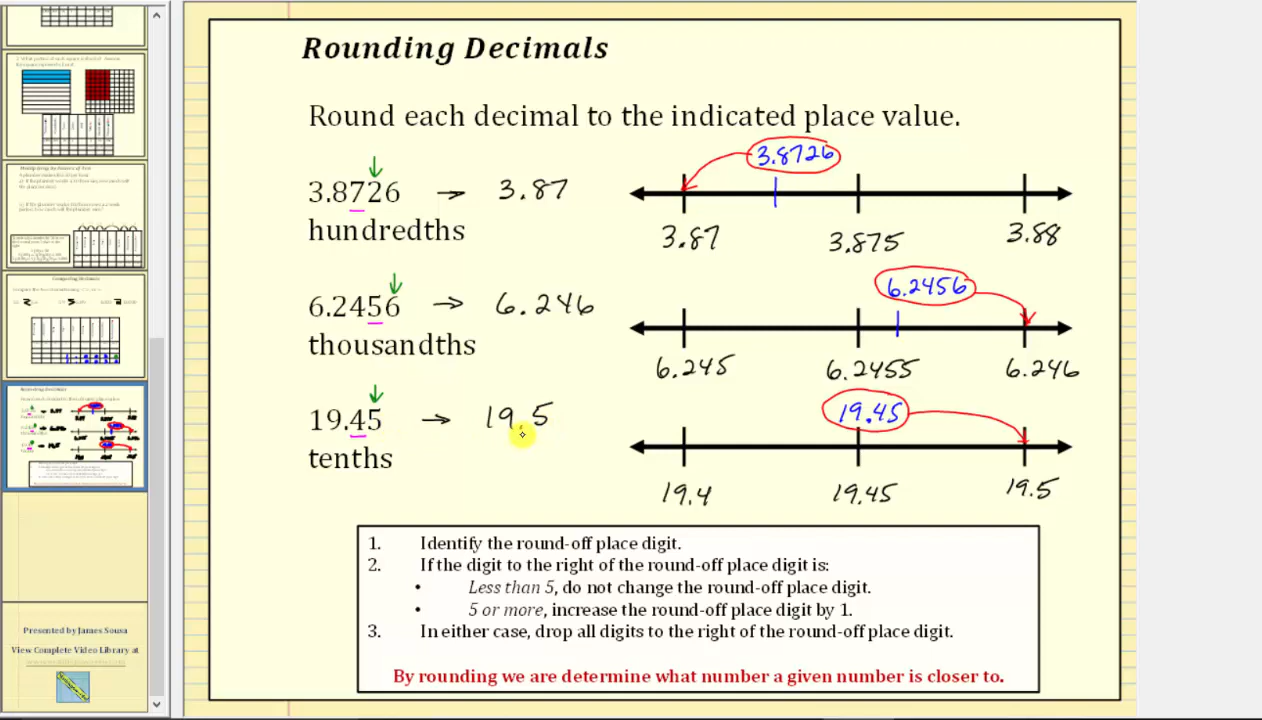 Rounding Decimals
Round each decimal to the indicated place value.
3.8726 → 3.87
hundredths
3.8726
3.87 3.875 3.88
6.2456 → 6.246
thousandths
6.2456
6.245 6.2455 6.246
19.45 → 19.5
tenths
19.45
19.4 19.45 19.5
1. Identify the round-off place digit.
2. If the digit to the right of the round-off place digit is:
• Less than 5, do not change the round-off place digit.
• 5 or more, increase the round-off place digit by 1.
3. In either case, drop all digits to the right of the round-off place digit.
By rounding we are determine what number a given number is closer to.
Presented by James Sousa
View Complete Video Library at